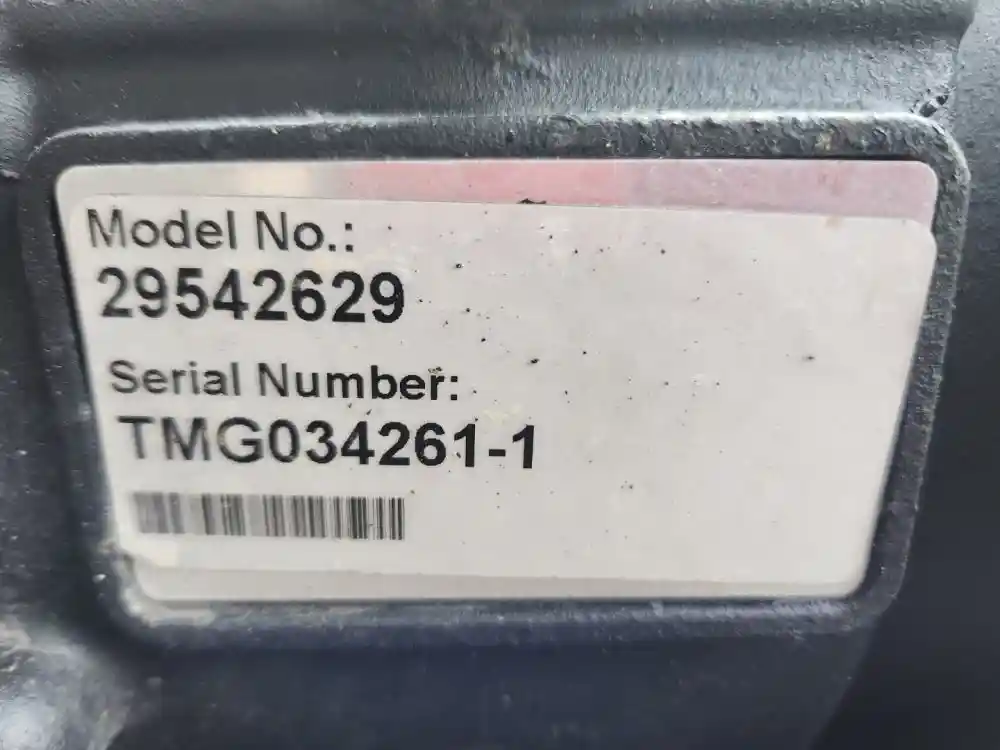 Model No.:
29542629
Serial Number:
TMG034261-1